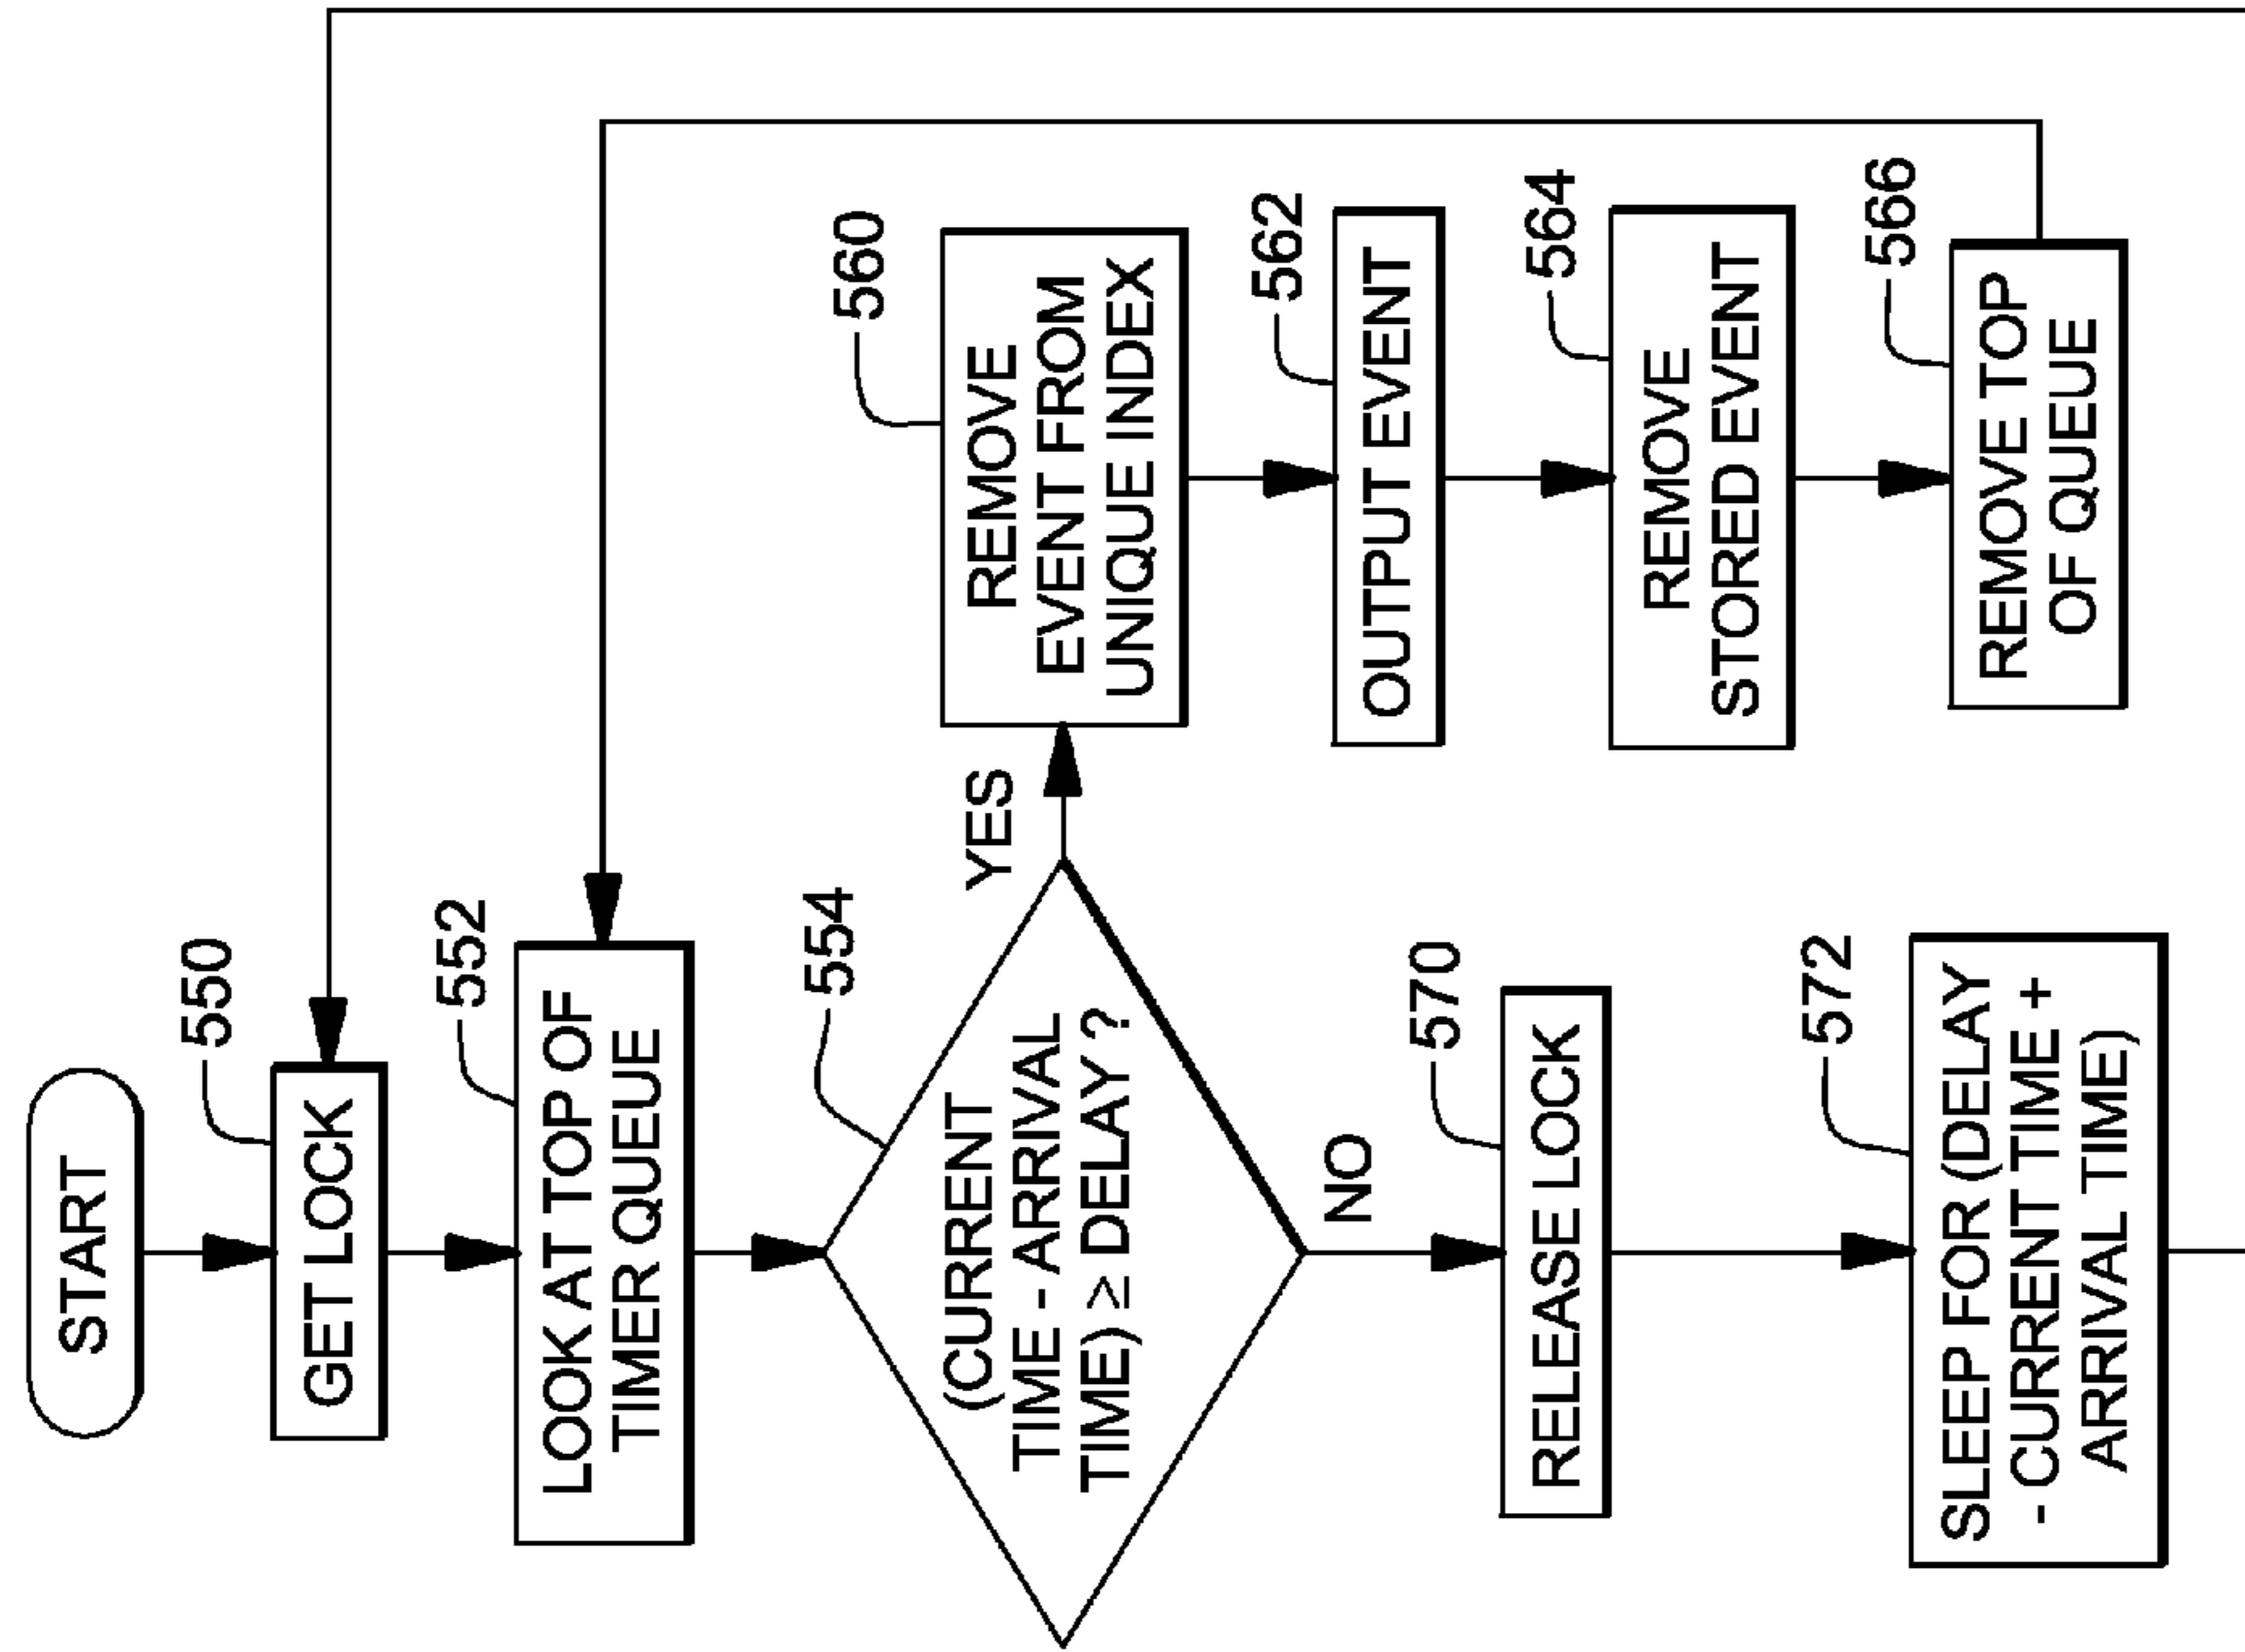 START
550
GET LOCK
552
LOOK AT TOP OF
TIMER QUEUE
554
(CURRENT
TIME - ARRIVAL
TIME) ≥ DELAY ?
YES
560
REMOVE
EVENT FROM
UNIQUE INDEX
562
OUTPUT EVENT
564
REMOVE
STORED EVENT
566
REMOVE TOP
OF QUEUE
NO
570
RELEASE LOCK
572
SLEEP FOR (DELAY
- CURRENT TIME +
ARRIVAL TIME)